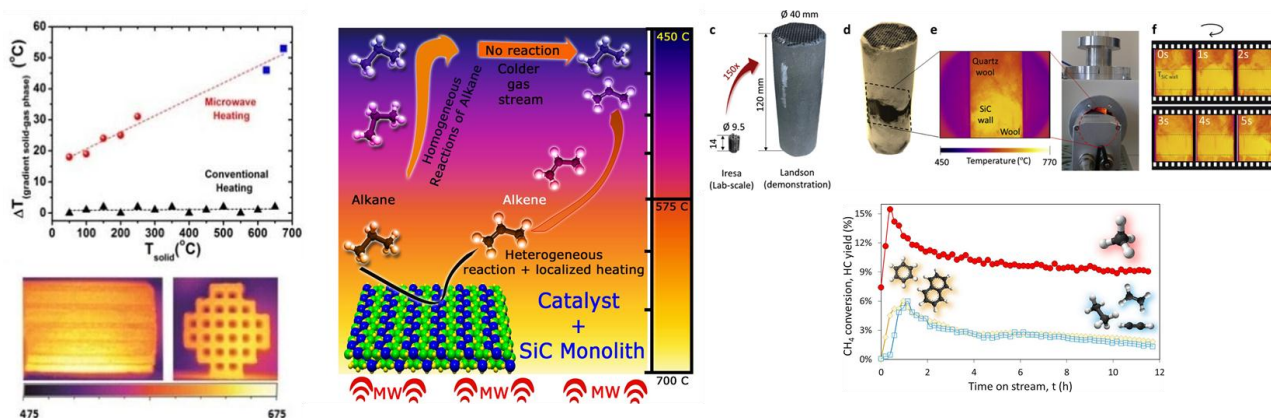 60
50
40
30
20
10
0
ΔT(gradient solid-gas phase) (°C)
Microwave
Heating
Conventional
Heating
0 100 200 300 400 500 600 700
Tsolid(°C)
475 675
No reaction
Colder
gas
stream
Homogeneous
Reactions of Alkane
Alkane
Alkene
Heterogeneous
reaction + localized heating
Catalyst
+
SiC Monolith
MW MW MW
450 C
575 C
700 C
c
Ø 40 mm
150x
120 mm
Ø 9.5
14
Iresa
(Lab-scale)
Landson
(demonstration)
d
e
Quartz
wool
SiC
wall
Wool
450 770
Temperature (°C)
f
0s 1s 2s
TSiC wall
3s 4s 5s
15%
12%
9%
6%
3%
0%
CH4 conversion, HC yield (%)
0 2 4 6 8 10 12
Time on stream, t (h)